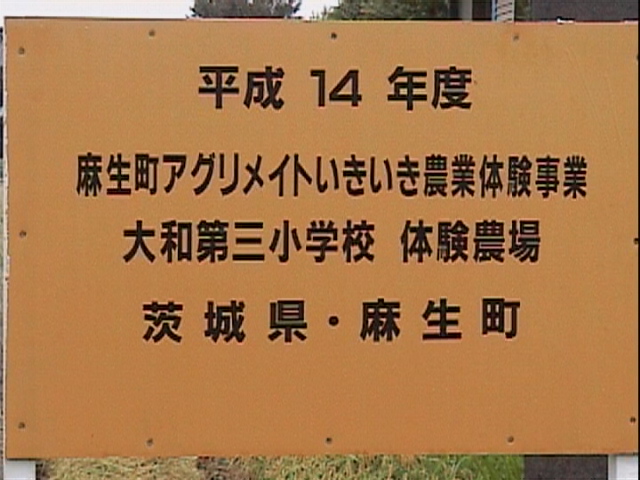 平成 14 年度
麻生町アグリメイトいきいき農業体験事業
大和第三小学校 体験農場
茨城県・麻生町